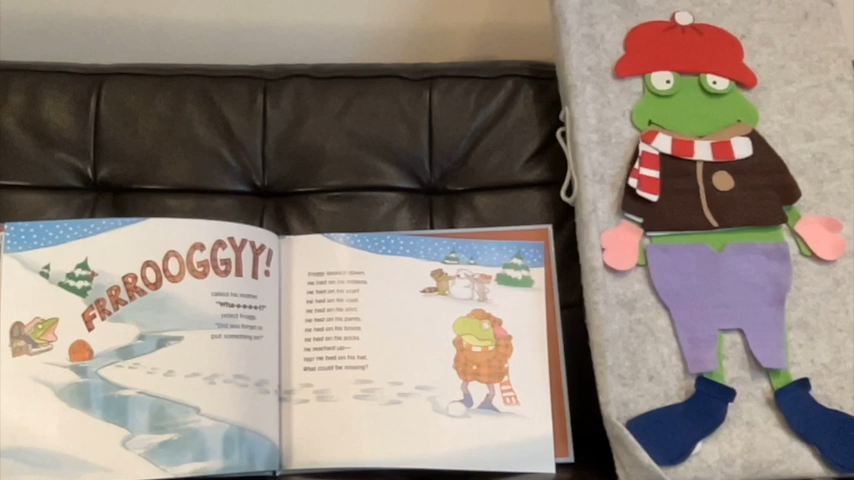 FRRROOGGYY!
called his mother.
"Wha-a-a-a-t?"
yelled Froggy.
"Did you forget to
put something on?"
Froggy looked down.
He had on his mittens.
He had on his scarf.
He had on his coat.
He had on his shirt.
He had on his pants.
He had on his boots.
He had on his socks.
He reached up—
Yep! He had on his hat.
What could be missing?